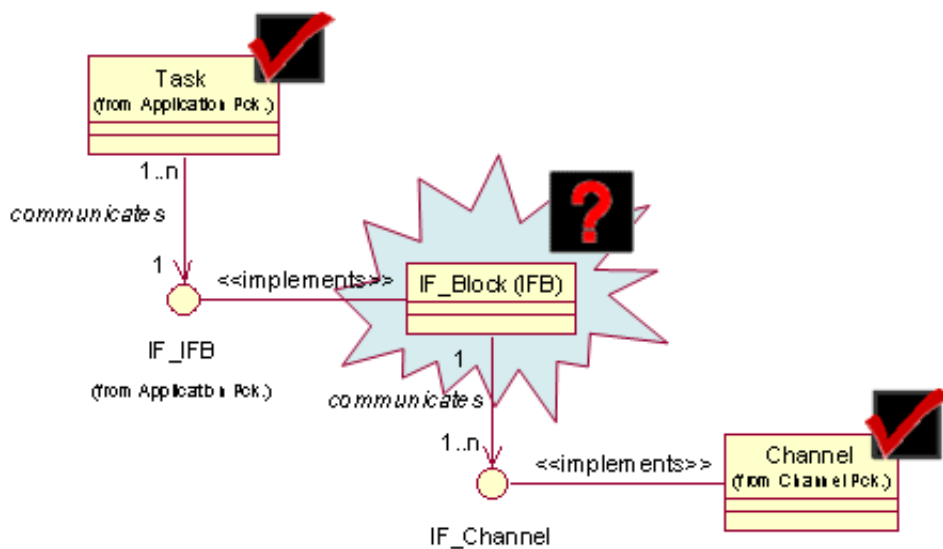 Task
(from Application Pck.)
1..n
communicates
1
<<implements>>
?
IF_Block (IFB)
IF_IFB
(from Application Pck.)
1
communicates
1..n
<<implements>>
Channel
(from Channel Pck.)
IF_Channel